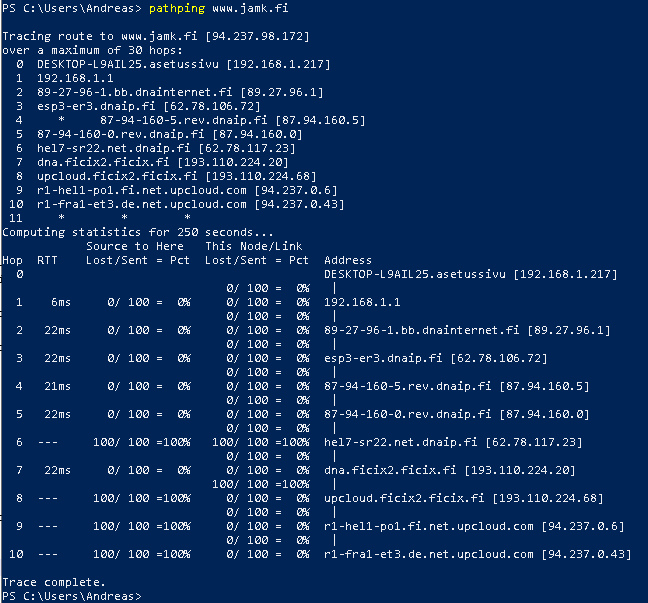 PS C:\Users\Andreas> pathping www.jamk.fi
Tracing route to www.jamk.fi [94.237.98.172]
over a maximum of 30 hops:
  0  DESKTOP-L9AIL25.asetussivu [192.168.1.217]
  1  192.168.1.1
  2  89-27-96-1.bb.dnainternet.fi [89.27.96.1]
  3  esp3-er3.dnaip.fi [62.78.106.72]
  4     *     87-94-160-5.rev.dnaip.fi [87.94.160.5]
  5  87-94-160-0.rev.dnaip.fi [87.94.160.0]
  6  hel7-sr22.net.dnaip.fi [62.78.117.23]
  7  dna.ficix2.ficix.fi [193.110.224.20]
  8  upcloud.ficix2.ficix.fi [193.110.224.68]
  9  r1-hel1-po1.fi.net.upcloud.com [94.237.0.6]
 10  r1-fra1-et3.de.net.upcloud.com [94.237.0.43]
 11     *        *        *
Computing statistics for 250 seconds...
            Source to Here   This Node/Link
Hop  RTT    Lost/Sent = Pct  Lost/Sent = Pct  Address
  0                                           DESKTOP-L9AIL25.asetussivu [192.168.1.217]
                                0/ 100 =  0%   |
  1    6ms     0/ 100 =  0%     0/ 100 =  0%  192.168.1.1
                                0/ 100 =  0%   |
  2   22ms     0/ 100 =  0%     0/ 100 =  0%  89-27-96-1.bb.dnainternet.fi [89.27.96.1]
                                0/ 100 =  0%   |
  3   22ms     0/ 100 =  0%     0/ 100 =  0%  esp3-er3.dnaip.fi [62.78.106.72]
                                0/ 100 =  0%   |
  4   21ms     0/ 100 =  0%     0/ 100 =  0%  87-94-160-5.rev.dnaip.fi [87.94.160.5]
                                0/ 100 =  0%   |
  5   22ms     0/ 100 =  0%     0/ 100 =  0%  87-94-160-0.rev.dnaip.fi [87.94.160.0]
                                0/ 100 =  0%   |
  6  ---     100/ 100 =100%   100/ 100 =100%  hel7-sr22.net.dnaip.fi [62.78.117.23]
                                0/ 100 =  0%   |
  7   22ms     0/ 100 =  0%     0/ 100 =  0%  dna.ficix2.ficix.fi [193.110.224.20]
                              100/ 100 =100%   |
  8  ---     100/ 100 =100%     0/ 100 =  0%  upcloud.ficix2.ficix.fi [193.110.224.68]
                                0/ 100 =  0%   |
  9  ---     100/ 100 =100%     0/ 100 =  0%  r1-hel1-po1.fi.net.upcloud.com [94.237.0.6]
                                0/ 100 =  0%   |
 10  ---     100/ 100 =100%     0/ 100 =  0%  r1-fra1-et3.de.net.upcloud.com [94.237.0.43]
Trace complete.
PS C:\Users\Andreas>